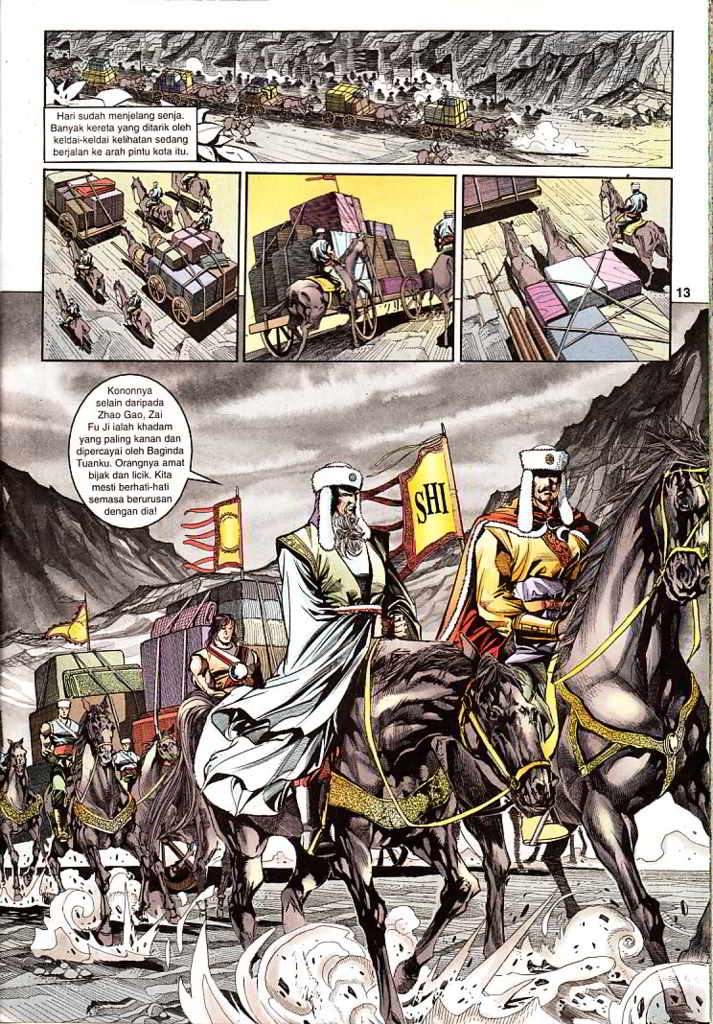 Hari sudah menjelang senja.
Banyak kereta yang ditarik oleh
keldai-keldai kelihatan sedang
berjalan ke arah pintu kota itu.
13
Kononnya
selain daripada
Zhao Gao, Zai
Fu Ji ialah khadam
yang paling kanan dan
dipercayai oleh Baginda
Tuanku. Orangnya amat
bijak dan licik. Kita
mesti berhati-hati
semasa berurusan
dengan dia!
SHI